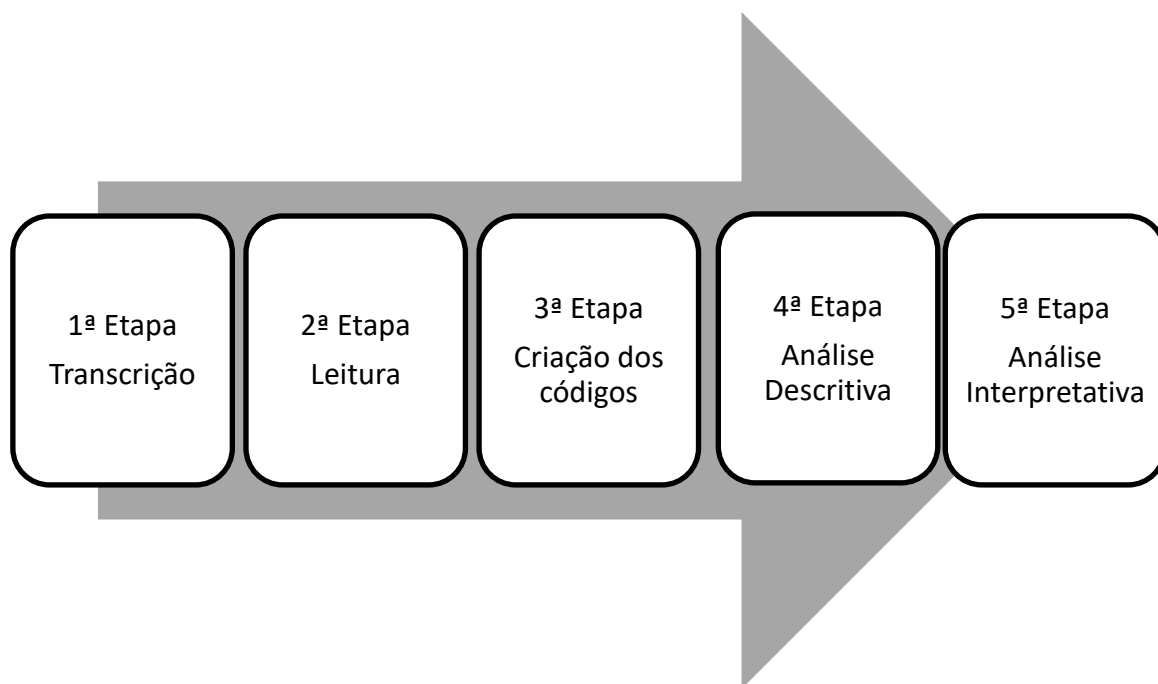 1ª Etapa
Transcrição
2ª Etapa
Leitura
3ª Etapa
Criação dos
códigos
4ª Etapa
Análise
Descritiva
5ª Etapa
Análise
Interpretativa